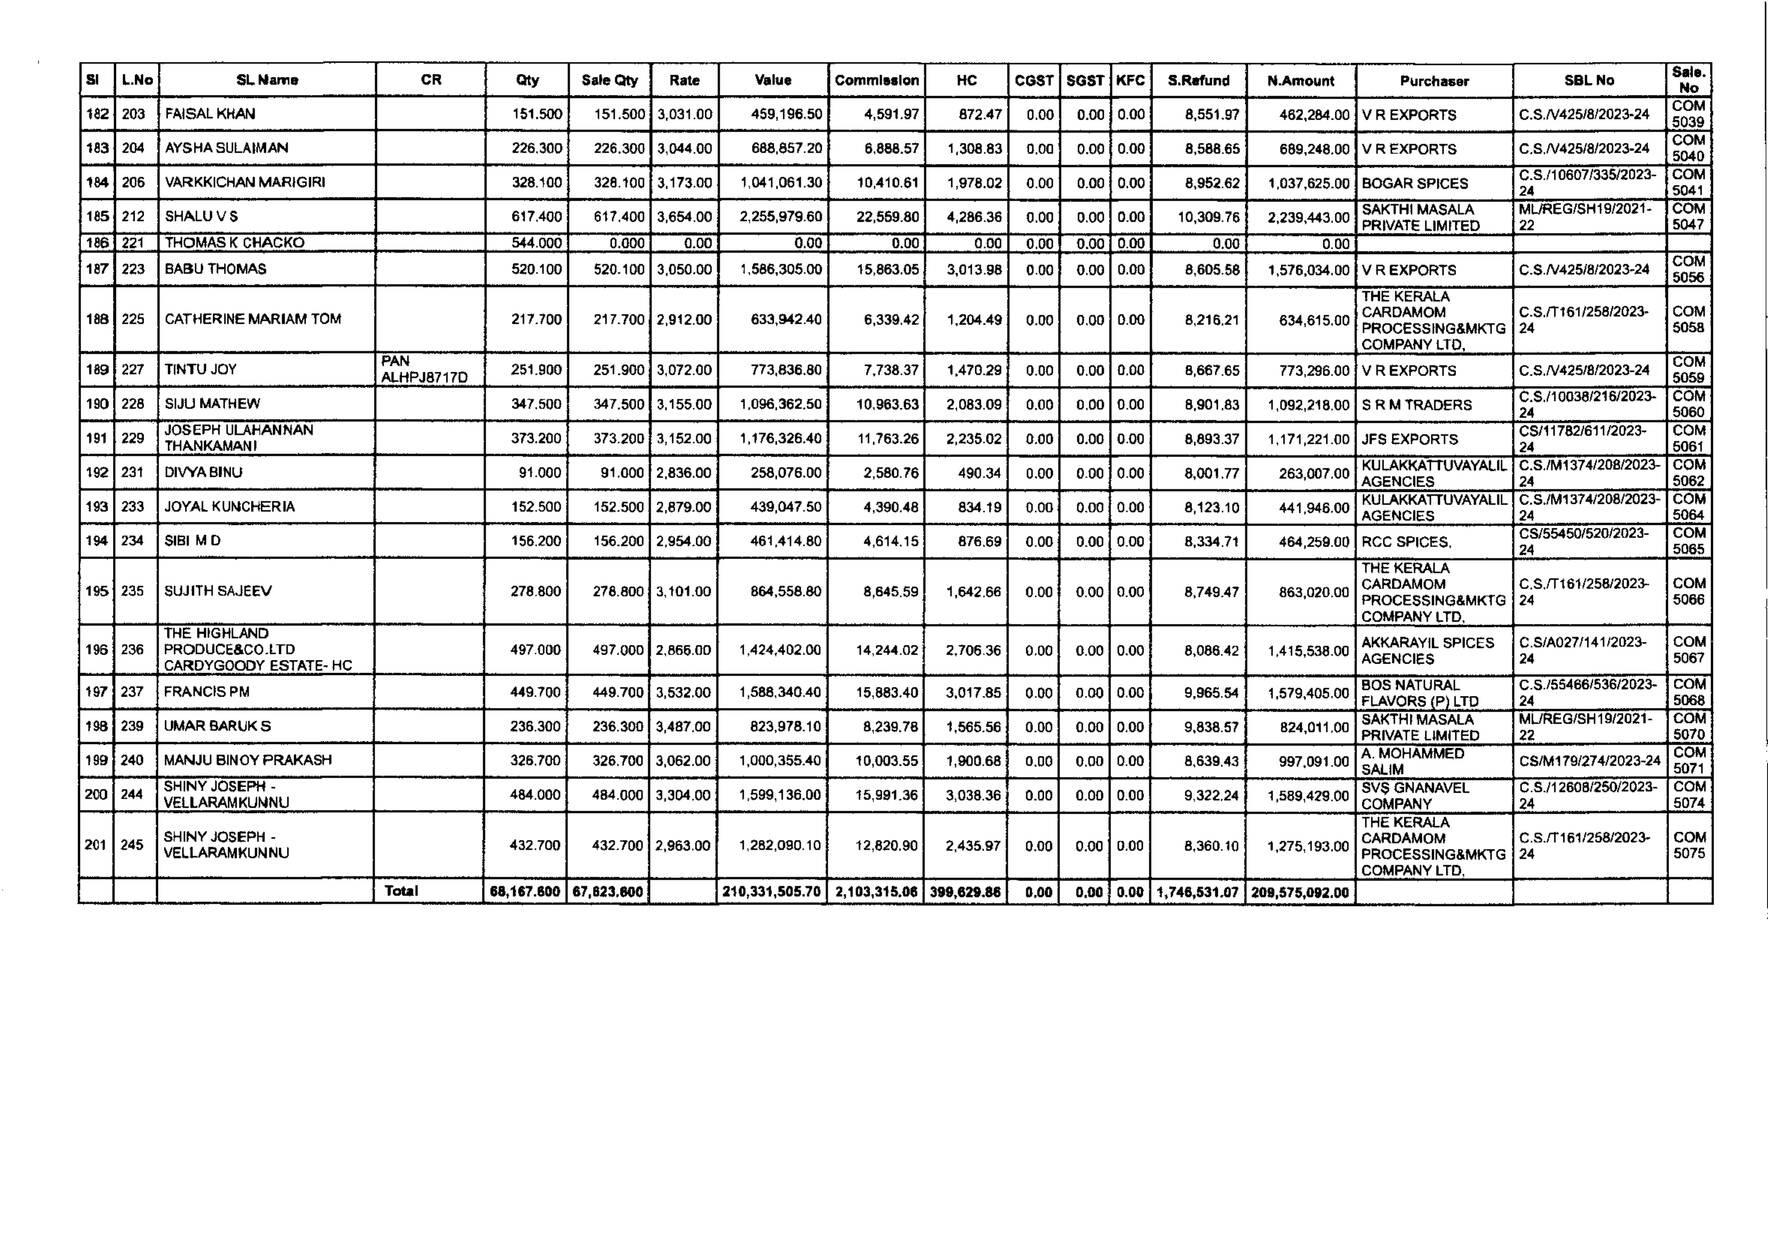 Sl L.No SL Name CR Qty Sale Qty Rate Value Commission HC CGST SGST KFC S.Refund N.Amount Purchaser SBL No Sale. No
182 203 FAISAL KHAN 151.500 151.500 3,031.00 459,196.50 4,591.97 872.47 0.00 0.00 0.00 8,551.97 462,284.00 V R EXPORTS C.S./V425/8/2023-24 COM 5039
183 204 AYSHA SULAIMAN 226.300 226.300 3,044.00 688,857.20 6,888.57 1,308.83 0.00 0.00 0.00 8,588.65 689,248.00 V R EXPORTS C.S./V425/8/2023-24 COM 5040
184 206 VARKKICHAN MARIGIRI 328.100 328.100 3,173.00 1,041,061.30 10,410.61 1,978.02 0.00 0.00 0.00 8,952.62 1,037,625.00 BOGAR SPICES C.S./10607/335/2023-24 COM 5041
185 212 SHALU V S 617.400 617.400 3,654.00 2,255,979.60 22,559.80 4,286.36 0.00 0.00 0.00 10,309.76 2,239,443.00 SAKTHI MASALA PRIVATE LIMITED ML/REG/SH19/2021-22 COM 5047
186 221 THOMAS K CHACKO 544.000 0.000 0.00 0.00 0.00 0.00 0.00 0.00 0.00 0.00 0.00
187 223 BABU THOMAS 520.100 520.100 3,050.00 1,586,305.00 15,863.05 3,013.98 0.00 0.00 0.00 8,605.58 1,576,034.00 V R EXPORTS C.S./V425/8/2023-24 COM 5056
188 225 CATHERINE MARIAM TOM 217.700 217.700 2,912.00 633,942.40 6,339.42 1,204.49 0.00 0.00 0.00 8,216.21 634,615.00 THE KERALA CARDAMOM PROCESSING&MKTG COMPANY LTD, C.S./T161/258/2023-24 COM 5058
189 227 TINTU JOY PAN ALHPJ8717D 251.900 251.900 3,072.00 773,836.80 7,738.37 1,470.29 0.00 0.00 0.00 8,667.65 773,296.00 V R EXPORTS C.S./V425/8/2023-24 COM 5059
190 228 SIJU MATHEW 347.500 347.500 3,155.00 1,096,362.50 10,963.63 2,083.09 0.00 0.00 0.00 8,901.83 1,092,218.00 S R M TRADERS C.S./10038/216/2023-24 COM 5060
191 229 JOSEPH ULAHANNAN THANKAMANI 373.200 373.200 3,152.00 1,176,326.40 11,763.26 2,235.02 0.00 0.00 0.00 8,893.37 1,171,221.00 JFS EXPORTS CS/11782/611/2023-24 COM 5061
192 231 DIVYA BINU 91.000 91.000 2,836.00 258,076.00 2,580.76 490.34 0.00 0.00 0.00 8,001.77 263,007.00 KULAKKATTUVAYALIL AGENCIES C.S./M1374/208/2023-24 COM 5062
193 233 JOYAL KUNCHERIA 152.500 152.500 2,879.00 439,047.50 4,390.48 834.19 0.00 0.00 0.00 8,123.10 441,946.00 KULAKKATTUVAYALIL AGENCIES C.S./M1374/208/2023-24 COM 5064
194 234 SIBI M D 156.200 156.200 2,954.00 461,414.80 4,614.15 876.69 0.00 0.00 0.00 8,334.71 464,259.00 RCC SPICES. CS/55450/520/2023-24 COM 5065
195 235 SUJITH SAJEEV 278.800 278.800 3,101.00 864,558.80 8,645.59 1,642.66 0.00 0.00 0.00 8,749.47 863,020.00 THE KERALA CARDAMOM PROCESSING&MKTG COMPANY LTD, C.S./T161/258/2023-24 COM 5066
196 236 THE HIGHLAND PRODUCE&CO.LTD CARDYGOODY ESTATE- HC 497.000 497.000 2,866.00 1,424,402.00 14,244.02 2,706.36 0.00 0.00 0.00 8,086.42 1,415,538.00 AKKARAYIL SPICES AGENCIES C.S/A027/141/2023-24 COM 5067
197 237 FRANCIS PM 449.700 449.700 3,532.00 1,588,340.40 15,883.40 3,017.85 0.00 0.00 0.00 9,965.54 1,579,405.00 BOS NATURAL FLAVORS (P) LTD C.S./55466/536/2023-24 COM 5068
198 239 UMAR BARUK S 236.300 236.300 3,487.00 823,978.10 8,239.78 1,565.56 0.00 0.00 0.00 9,838.57 824,011.00 SAKTHI MASALA PRIVATE LIMITED ML/REG/SH19/2021-22 COM 5070
199 240 MANJU BINOY PRAKASH 326.700 326.700 3,062.00 1,000,355.40 10,003.55 1,900.68 0.00 0.00 0.00 8,639.43 997,091.00 A. MOHAMMED SALIM CS/M179/274/2023-24 COM 5071
200 244 SHINY JOSEPH - VELLARAMKUNNU 484.000 484.000 3,304.00 1,599,136.00 15,991.36 3,038.36 0.00 0.00 0.00 9,322.24 1,589,429.00 SVS GNANAVEL COMPANY C.S./12608/250/2023-24 COM 5074
201 245 SHINY JOSEPH - VELLARAMKUNNU 432.700 432.700 2,963.00 1,282,090.10 12,820.90 2,435.97 0.00 0.00 0.00 8,360.10 1,275,193.00 THE KERALA CARDAMOM PROCESSING&MKTG COMPANY LTD, C.S./T161/258/2023-24 COM 5075
Total 68,167.600 67,623.600 210,331,505.70 2,103,315.06 399,629.86 0.00 0.00 0.00 1,746,531.07 209,575,092.00